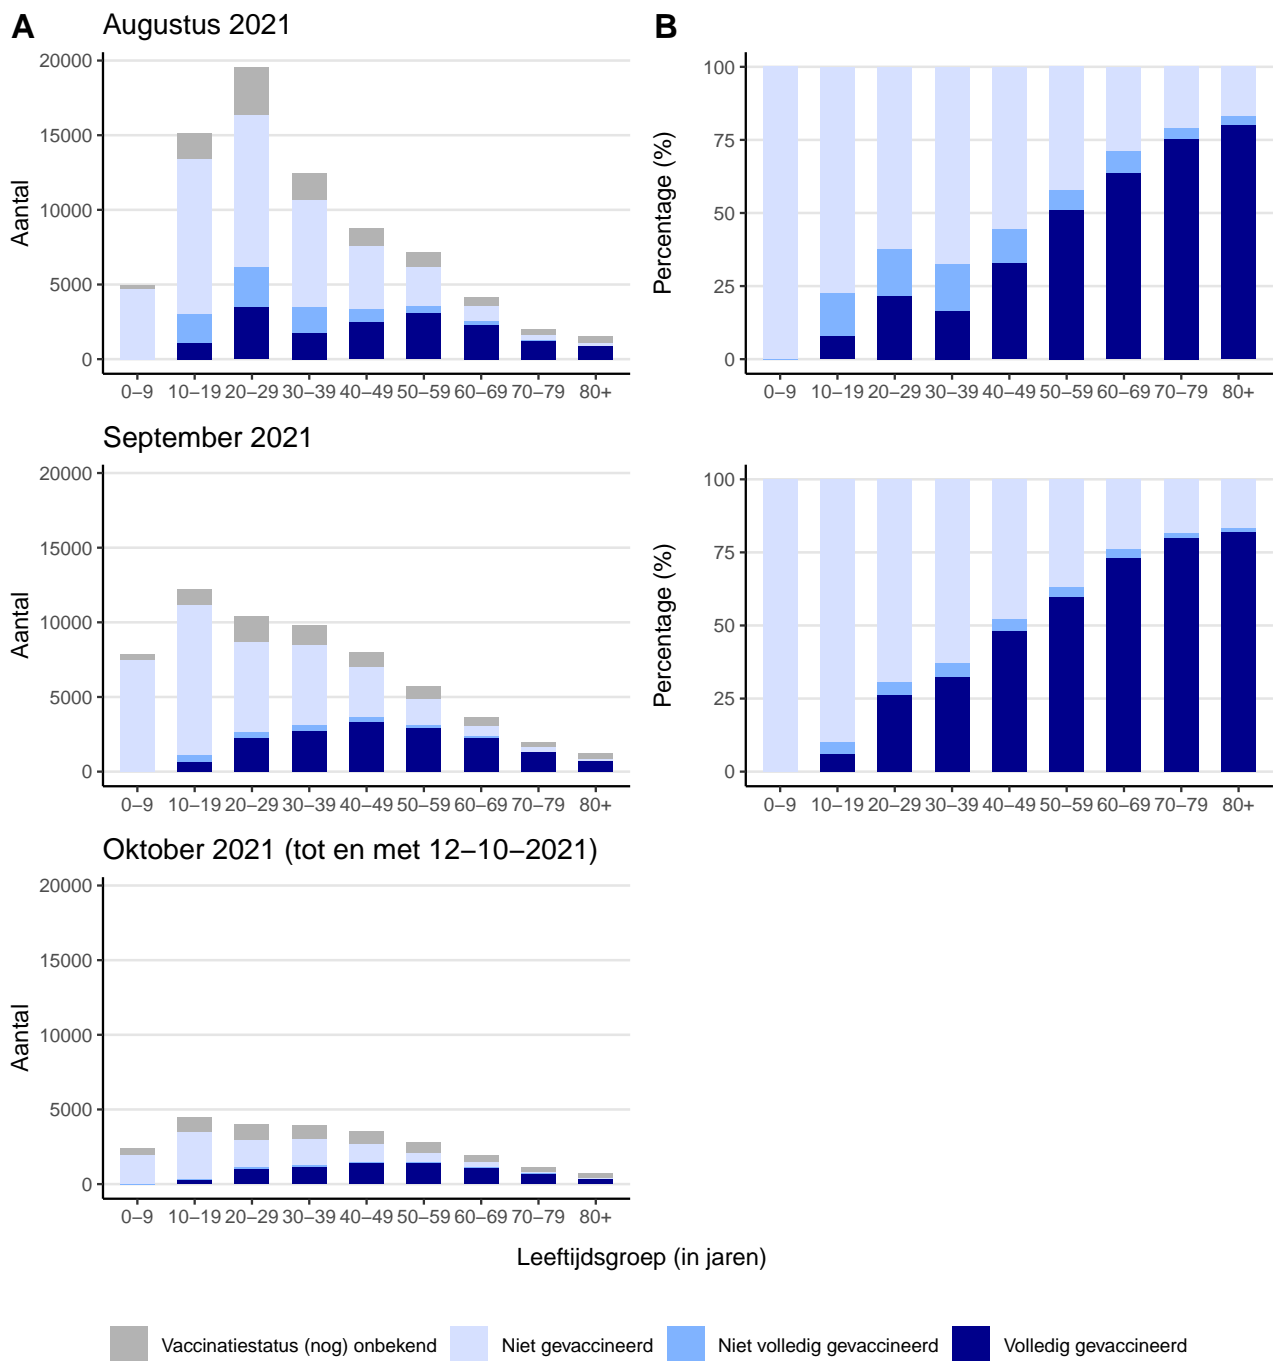 A
Augustus 2021
B
20000
15000
10000
5000
0
Aantal
0–9 10–19 20–29 30–39 40–49 50–59 60–69 70–79 80+
100
75
50
25
0
Percentage (%)
0–9 10–19 20–29 30–39 40–49 50–59 60–69 70–79 80+
September 2021
20000
15000
10000
5000
0
Aantal
0–9 10–19 20–29 30–39 40–49 50–59 60–69 70–79 80+
100
75
50
25
0
Percentage (%)
0–9 10–19 20–29 30–39 40–49 50–59 60–69 70–79 80+
Oktober 2021 (tot en met 12–10–2021)
20000
15000
10000
5000
0
Aantal
0–9 10–19 20–29 30–39 40–49 50–59 60–69 70–79 80+
Leeftijdsgroep (in jaren)
Vaccinatiestatus (nog) onbekend Niet gevaccineerd Niet volledig gevaccineerd Volledig gevaccineerd